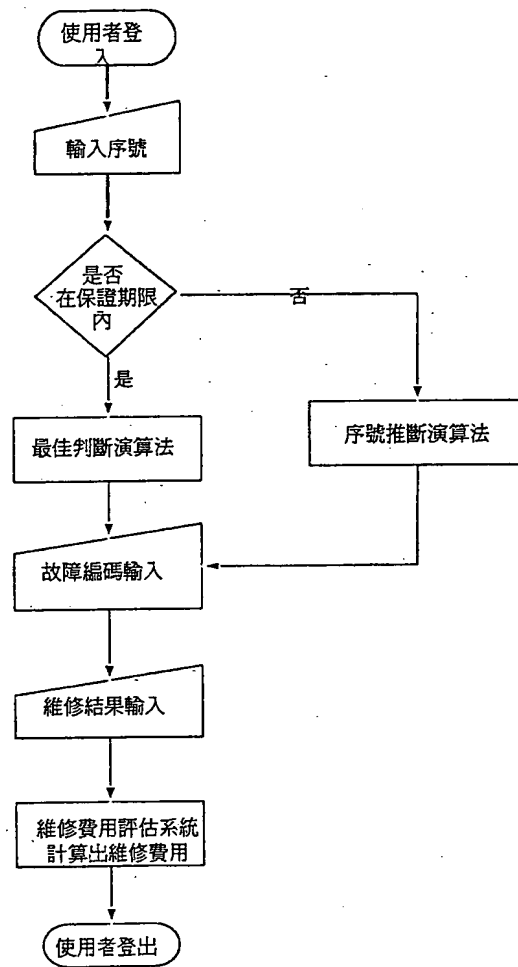 使用者登
入
輸入序號
是否
在保證期限
內
否
是
最佳判斷演算法
序號推斷演算法
故障編碼輸入
維修結果輸入
維修費用評估系統
計算出維修費用
使用者登出